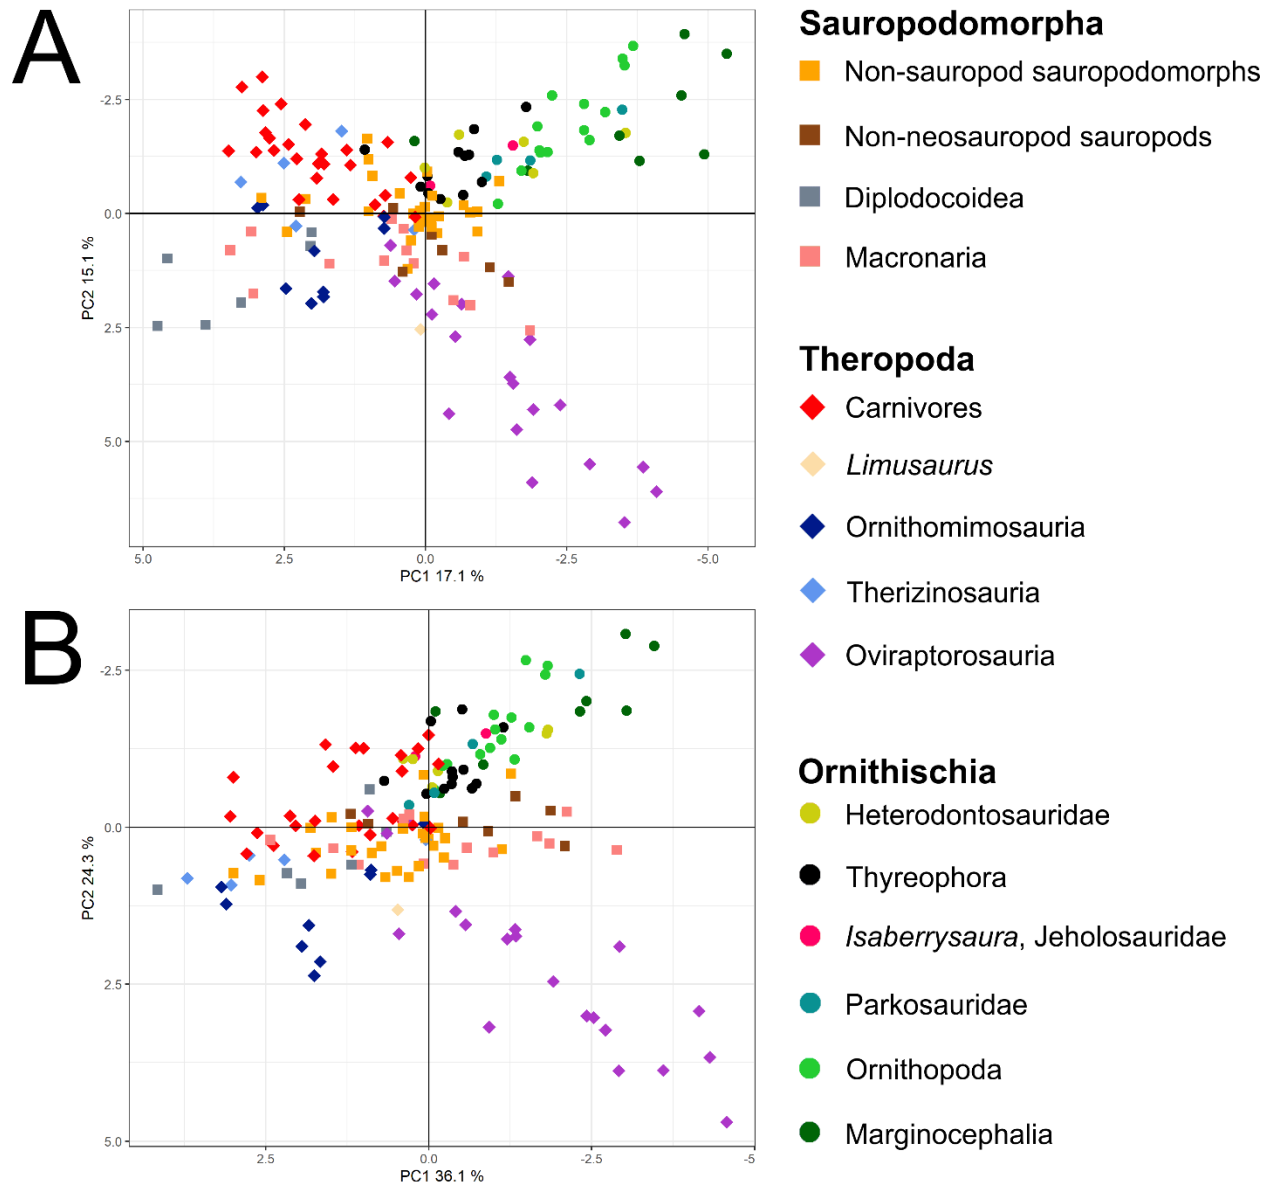 A
-2.5
0.0
2.5
5.0
PC2 15.1 %
5.0
2.5
0.0
-2.5
-5.0
PC1 17.1 %
B
-2.5
0.0
2.5
5.0
PC2 24.3 %
2.5
0.0
-2.5
-5
PC1 36.1 %
Sauropodomorpha
Non-sauropod sauropodomorphs
Non-neosauropod sauropods
Diplodocoidea
Macronaria
Theropoda
Carnivores
Limusaurus
Ornithomimosauria
Therizinosauria
Oviraptorosauria
Ornithischia
Heterodontosauridae
Thyreophora
Isaberrysaura, Jeholosauridae
Parkosauridae
Ornithopoda
Marginocephalia